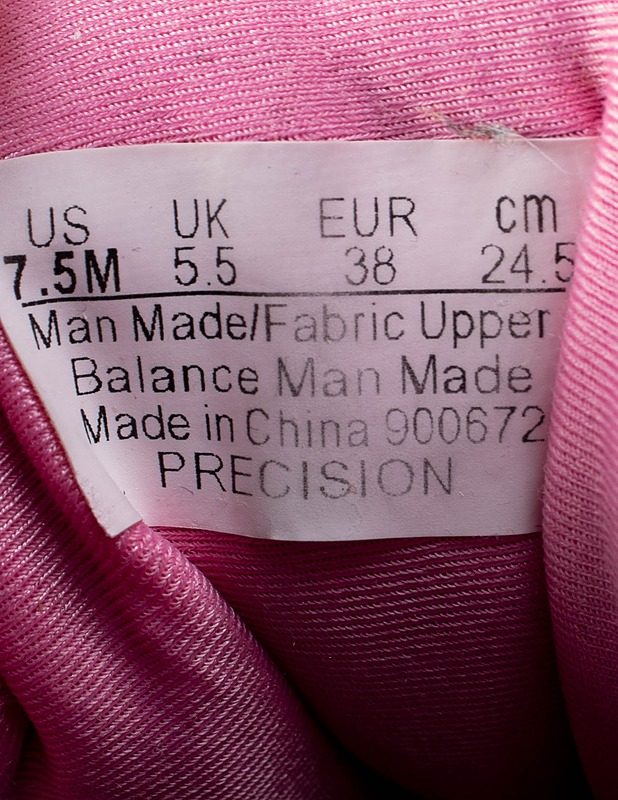 US UK EUR cm
7.5M 5.5 38 24.5
Man Made/Fabric Upper
Balance Man Made
Made in China 900672
PRECISION